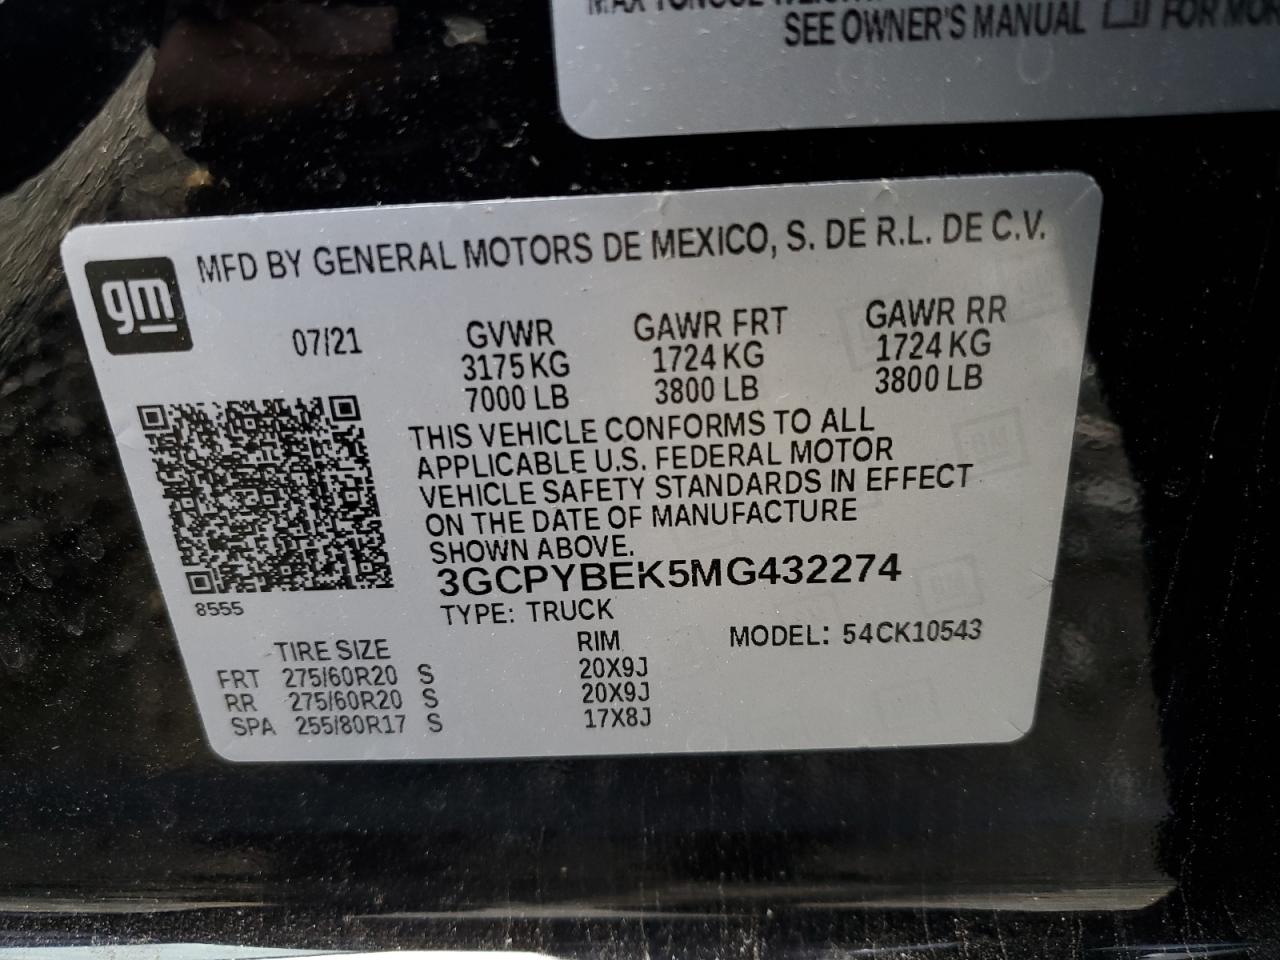 SEE OWNER'S MANUAL FOR
MFD BY GENERAL MOTORS DE MEXICO, S. DE R.L. DE C.V.
gm
07/21 GVWR GAWR FRT GAWR RR
3175 KG 1724 KG 1724 KG
7000 LB 3800 LB 3800 LB
THIS VEHICLE CONFORMS TO ALL
APPLICABLE U.S. FEDERAL MOTOR
VEHICLE SAFETY STANDARDS IN EFFECT
ON THE DATE OF MANUFACTURE
SHOWN ABOVE.
3GCPYBEK5MG432274
8555
TYPE: TRUCK
TIRE SIZE RIM MODEL: 54CK10543
FRT 275/60R20 S 20X9J
RR 275/60R20 S 20X9J
SPA 255/80R17 S 17X8J